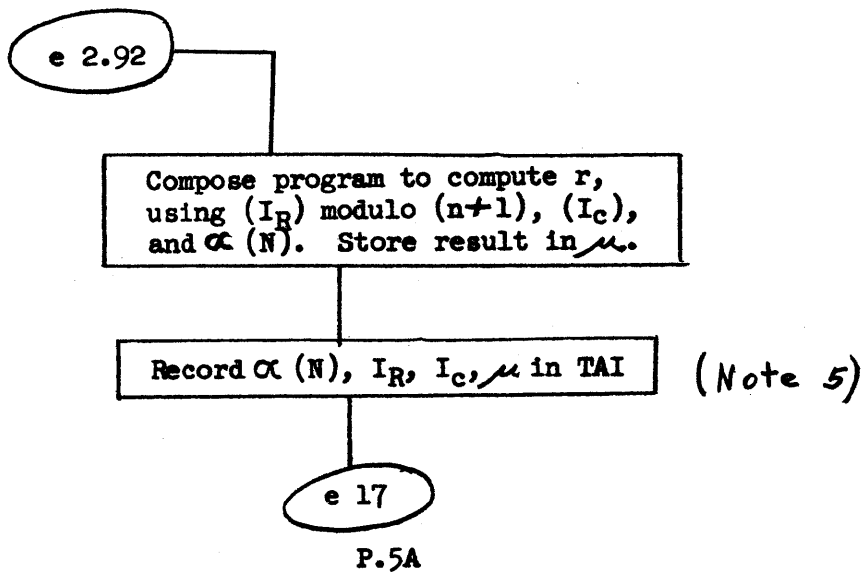 e 2.92
Compose program to compute r,
using (I_R) modulo (n+1), (I_c),
and α (N). Store result in μ.
Record α (N), I_R, I_c, μ in TAI
(Note 5)
e 17
P.5A